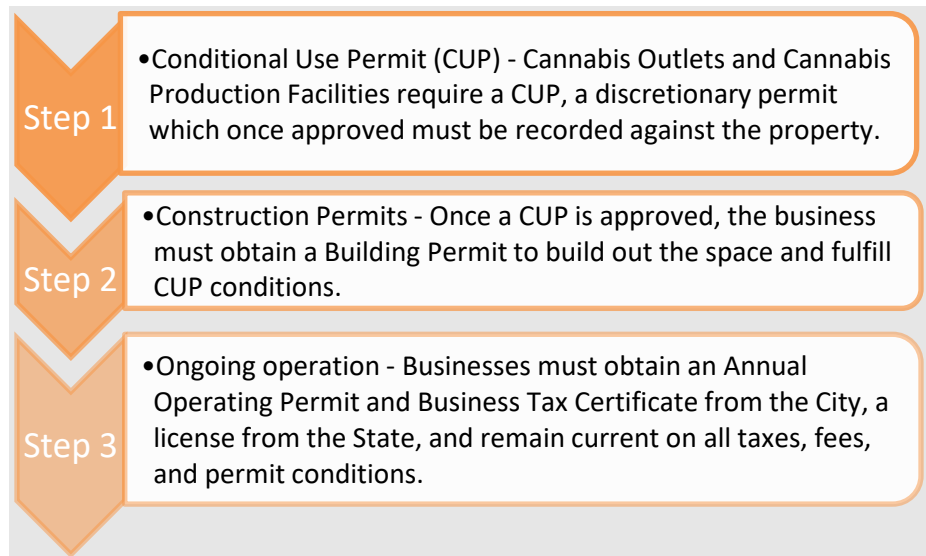 Step 1
•Conditional Use Permit (CUP) - Cannabis Outlets and Cannabis
Production Facilities require a CUP, a discretionary permit
which once approved must be recorded against the property.
Step 2
•Construction Permits - Once a CUP is approved, the business
must obtain a Building Permit to build out the space and fulfill
CUP conditions.
Step 3
•Ongoing operation - Businesses must obtain an Annual
Operating Permit and Business Tax Certificate from the City, a
license from the State, and remain current on all taxes, fees,
and permit conditions.